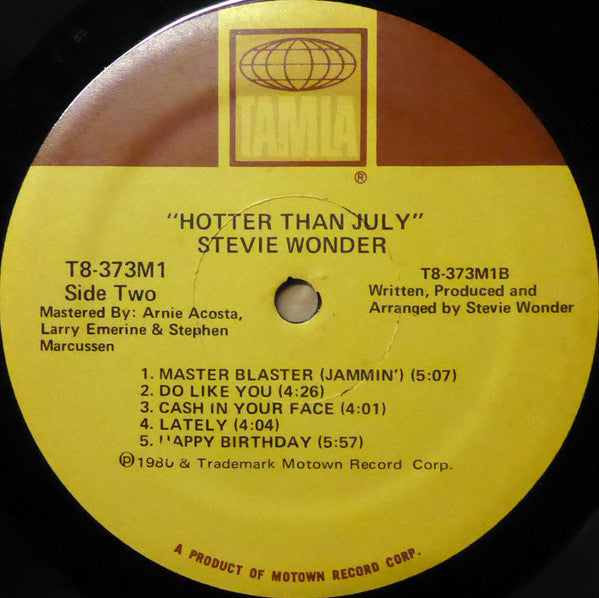 TAMLA
®
"HOTTER THAN JULY"
STEVIE WONDER
T8-373M1
Side Two
Mastered By: Arnie Acosta,
Larry Emerine & Stephen
Marcussen
T8-373M1B
Written, Produced and
Arranged by Stevie Wonder
1. MASTER BLASTER (JAMMIN') (5:07)
2. DO LIKE YOU (4:26)
3. CASH IN YOUR FACE (4:01)
4. LATELY (4:04)
5. HAPPY BIRTHDAY (5:57)
Ⓟ1980 & Trademark Motown Record Corp.
A PRODUCT OF MOTOWN RECORD CORP.